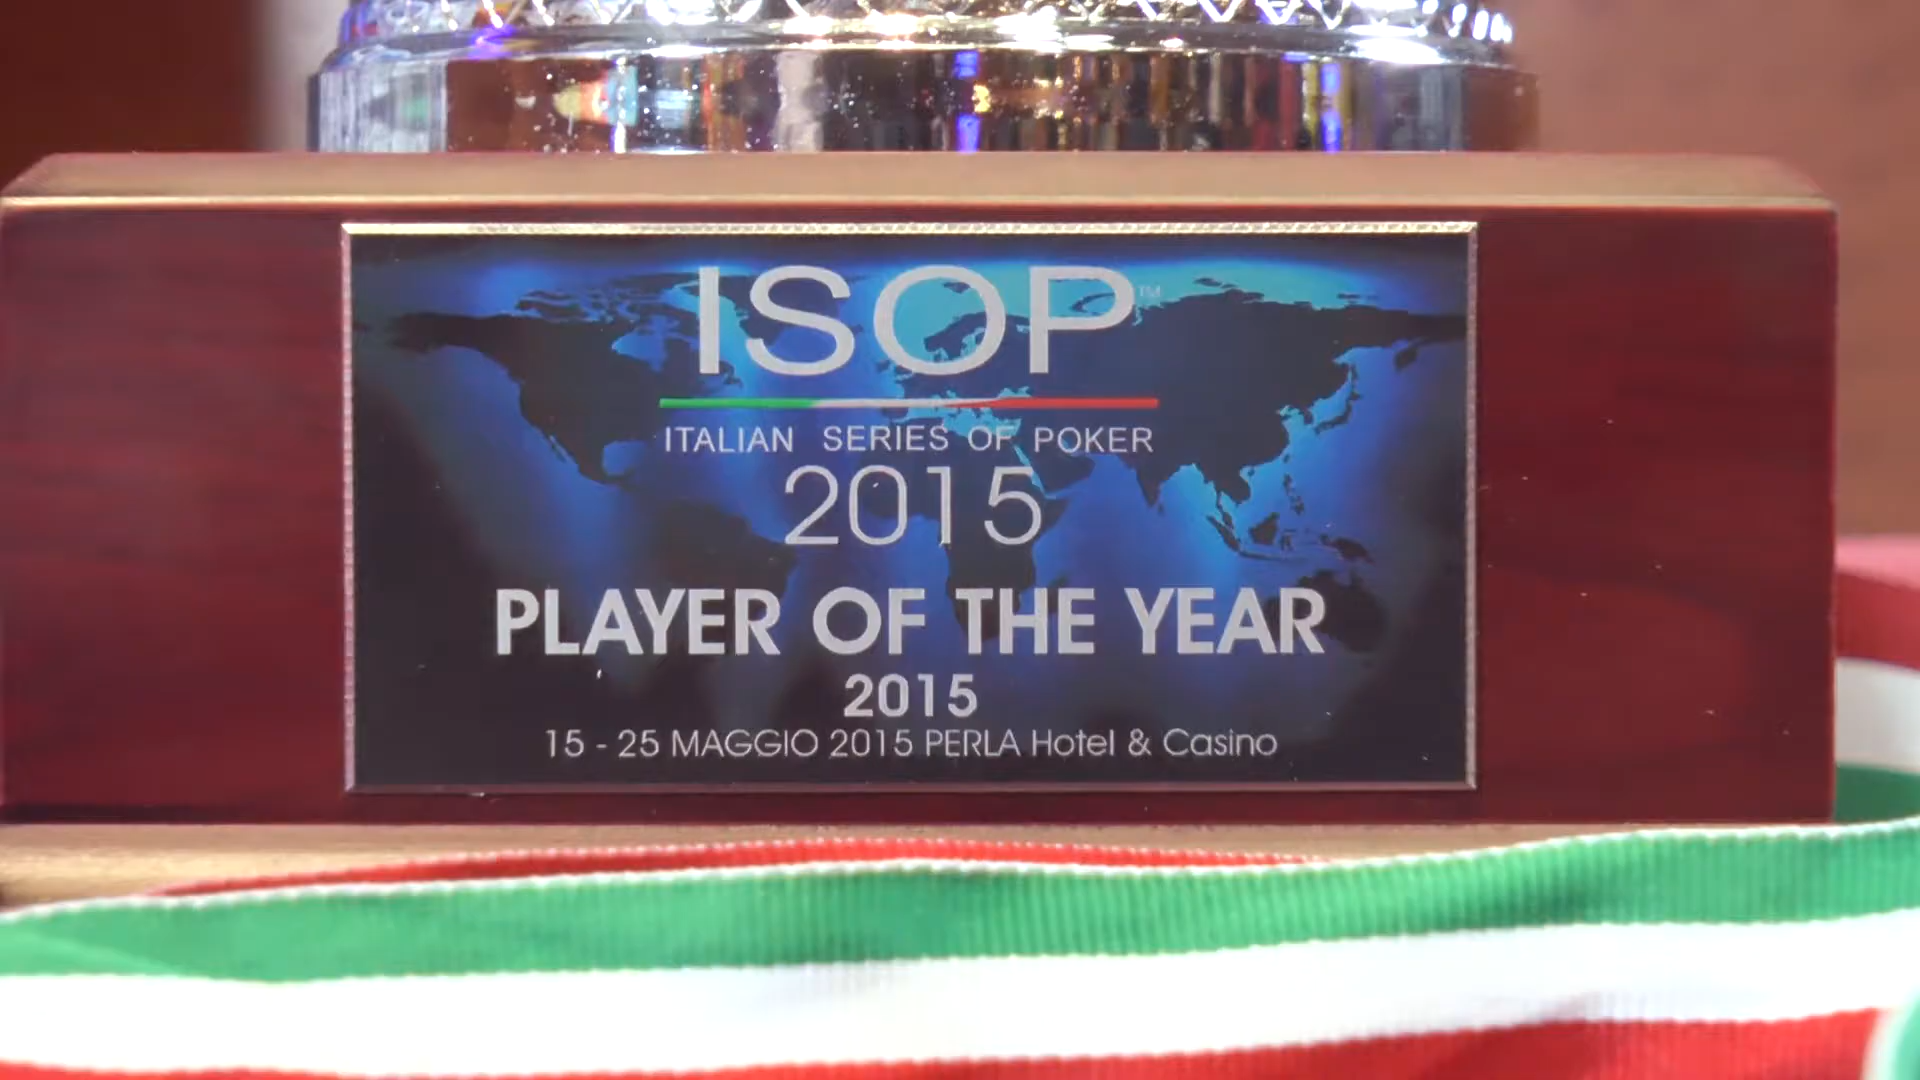 ISOP™
ITALIAN SERIES OF POKER
2015
PLAYER OF THE YEAR
2015
15 - 25 MAGGIO 2015 PERLA Hotel & Casino